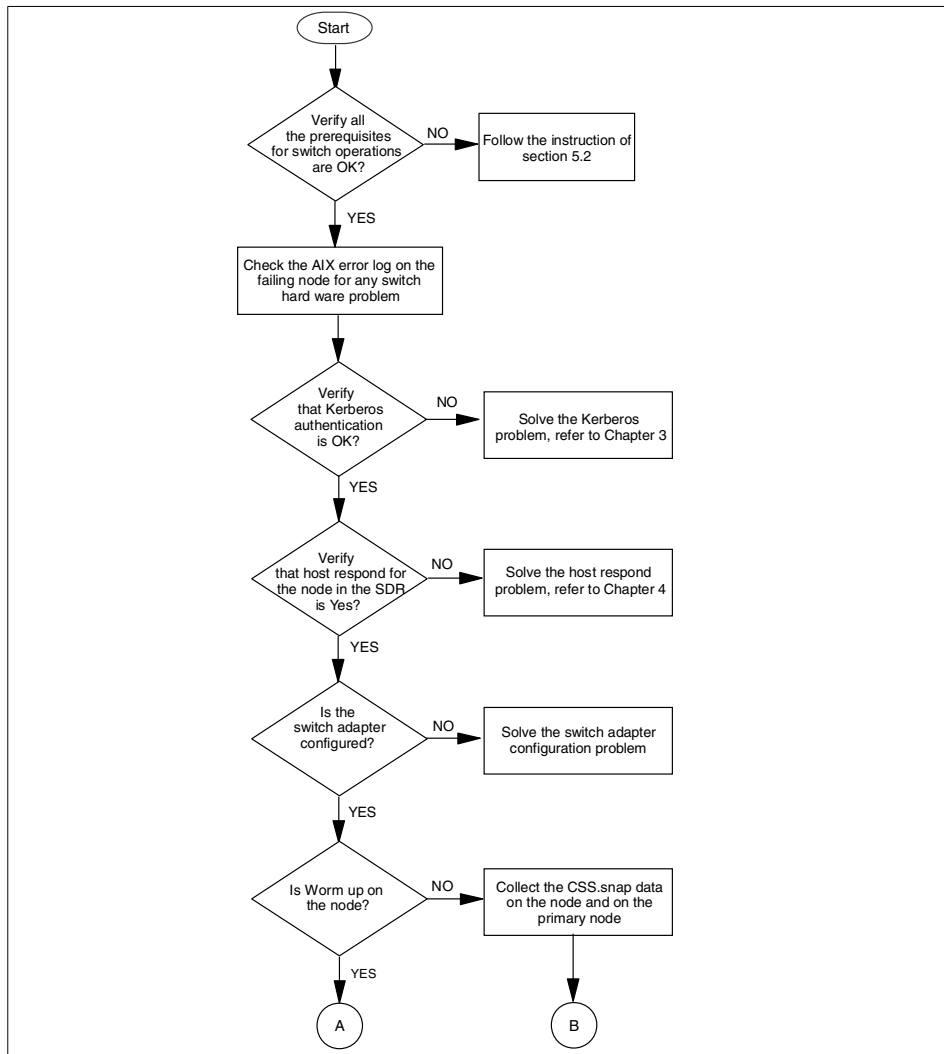 Start
Verify all
the prerequisites
for switch operations
are OK?
NO
Follow the instruction of
section 5.2
YES
Check the AIX error log on the
failing node for any switch
hard ware problem
Verify
that Kerberos
authentication
is OK?
NO
Solve the Kerberos
problem, refer to Chapter 3
YES
Verify
that host respond for
the node in the SDR
is Yes?
NO
Solve the host respond
problem, refer to Chapter 4
YES
Is the
switch adapter
configured?
NO
Solve the switch adapter
configuration problem
YES
Is Worm up on
the node?
NO
Collect the CSS.snap data
on the node and on the
primary node
YES
A
B